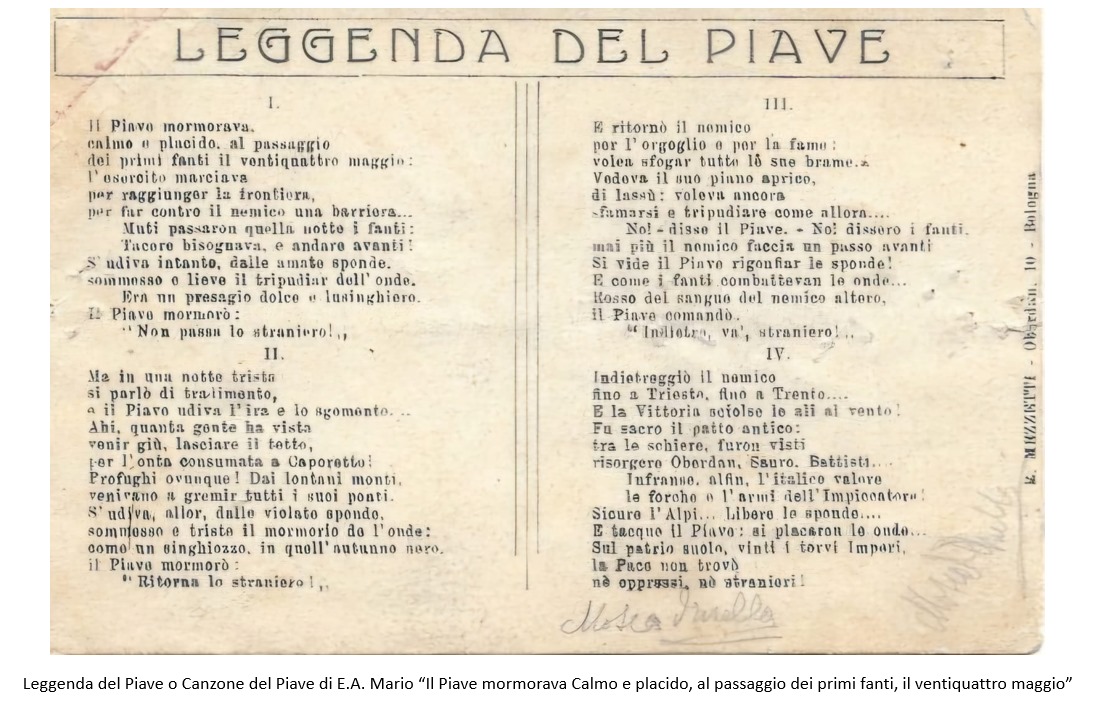 LEGGENDA DEL PIAVE
I.
Il Piave mormorava,
calmo e placido, al passaggio
dei primi fanti il ventiquattro maggio:
l'esercito marciava
per raggiunger la frontiera,
per far contro il nemico una barriera...
Muti passaron quella notte i fanti:
Tacere bisognava, e andare avanti!
S'udiva intanto, dalle amate sponde,
sommesso e lieve il tripudiar dell'onde.
Era un presagio dolce e lusinghiero.
Il Piave mormorò:
"Non passa lo straniero!„
II.
Ma in una notte triste
si parlò di tradimento,
e il Piave udiva l'ira e lo sgomento...
Ahi, quanta gente ha vista
venir giù, lasciare il tetto,
per l'onta consumata a Caporetto!
Profughi ovunque! Dai lontani monti,
venivano a gremir tutti i suoi ponti.
S'udiva, allor, dalle violate sponde,
sommesso e triste il mormorio de l'onde:
come un singhiozzo, in quell'autunno nero.
il Piave mormorò:
"Ritorna lo straniero!„
III.
E ritornò il nemico
per l'orgoglio e per la fame:
volea sfogar tutte le sue brame...
Vedeva il suo piano aprico,
di lassù: voleva ancora
sfamarsi e tripudiare come allora....
No! - disse il Piave. - No! dissero i fanti,
mai più il nemico faccia un passo avanti
Si vide il Piave rigonfiar le sponde!
E come i fanti combattevan le onde...
Rosso del sangue del nemico altero,
il Piave comandò.
"Indietro, va', straniero!„
IV.
Indietreggiò il nemico
fino a Trieste, fino a Trento....
E la Vittoria sciolse le ali al vento!
Fu sacro il patto antico:
tra le schiere, furon visti
risorgere Oberdan, Sauro, Battisti...
Infranse, alfin, l'italico valore
le forche e l'armi dell'Impiccatore!
Sicure l'Alpi... Libere le sponde....
E tacque il Piave: si placaron le onde...
Sul patrio suolo, vinti i torvi Imperi,
la Pace non trovò
nè oppressi, nè stranieri!
E. MEZZETTI - Oberdan, 10 - Bologna
Leggenda del Piave o Canzone del Piave di E.A. Mario “Il Piave mormorava Calmo e placido, al passaggio dei primi fanti, il ventiquattro maggio”